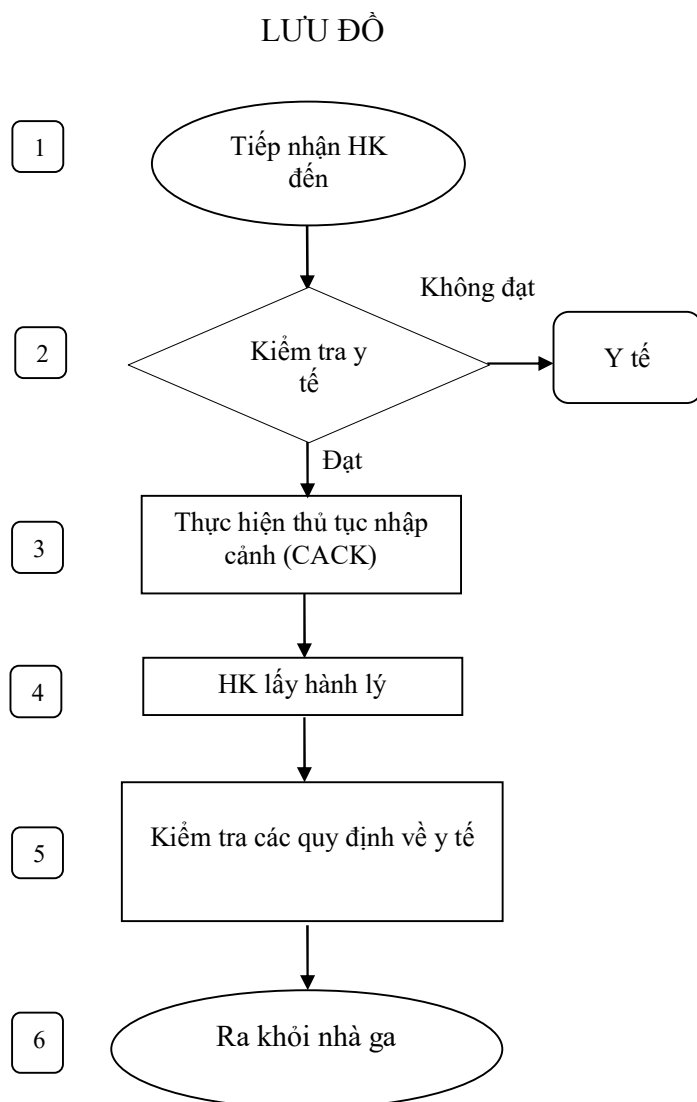 LƯU ĐỒ
1
Tiếp nhận HK
đến
Không đạt
2
Kiểm tra y
tế
Y tế
Đạt
3
Thực hiện thủ tục nhập
cảnh (CACK)
4
HK lấy hành lý
5
Kiểm tra các quy định về y tế
6
Ra khỏi nhà ga